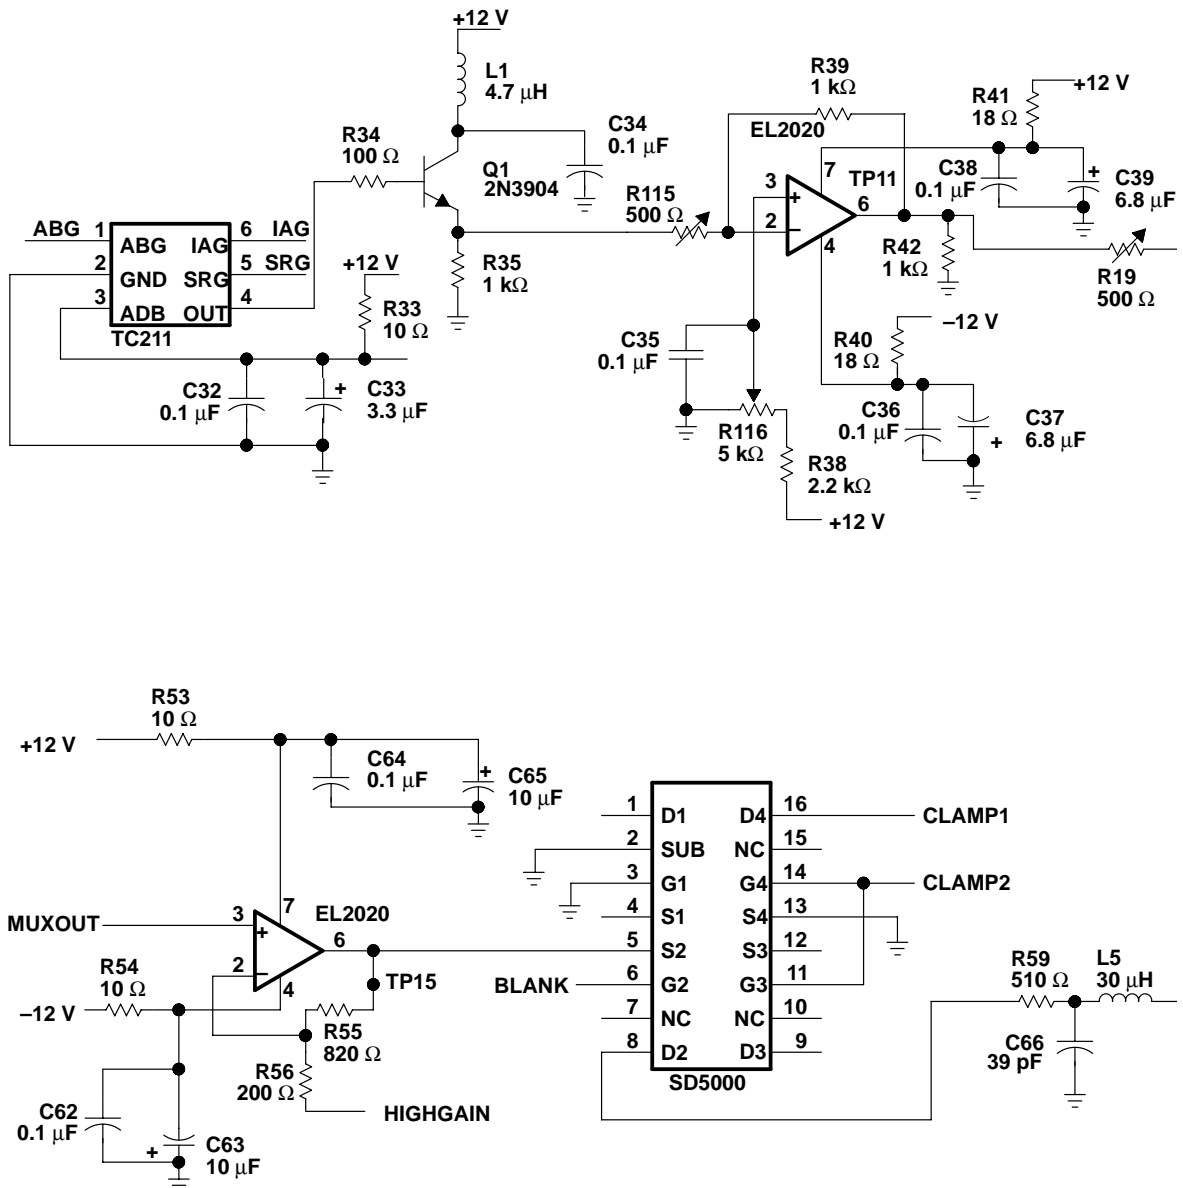 +12 V
L1
4.7 μH
R34
100 Ω
C34
0.1 μF
Q1
2N3904
R39
1 kΩ
EL2020
R41
18 Ω
+12 V
C38
0.1 μF
C39
6.8 μF
R115
500 Ω
3
2
7
TP11
6
4
+
−
R42
1 kΩ
R19
500 Ω
ABG 1 ABG IAG 6 IAG
2 GND SRG 5 SRG
3 ADB OUT 4
TC211
+12 V
R33
10 Ω
R35
1 kΩ
C32
0.1 μF
+
C33
3.3 μF
C35
0.1 μF
R116
5 kΩ
R38
2.2 kΩ
+12 V
–12 V
R40
18 Ω
C36
0.1 μF
+
C37
6.8 μF
+
R53
10 Ω
+12 V
C64
0.1 μF
+
C65
10 μF
MUXOUT
3
2
+
−
7
EL2020
6
4
TP15
R54
10 Ω
–12 V
R55
820 Ω
R56
200 Ω
HIGHGAIN
C62
0.1 μF
+
C63
10 μF
BLANK
1 D1 D4 16 CLAMP1
2 SUB NC 15
3 G1 G4 14 CLAMP2
4 S1 S4 13
5 S2 S3 12
6 G2 G3 11
7 NC NC 10
8 D2 D3 9
SD5000
R59
510 Ω
L5
30 μH
C66
39 pF